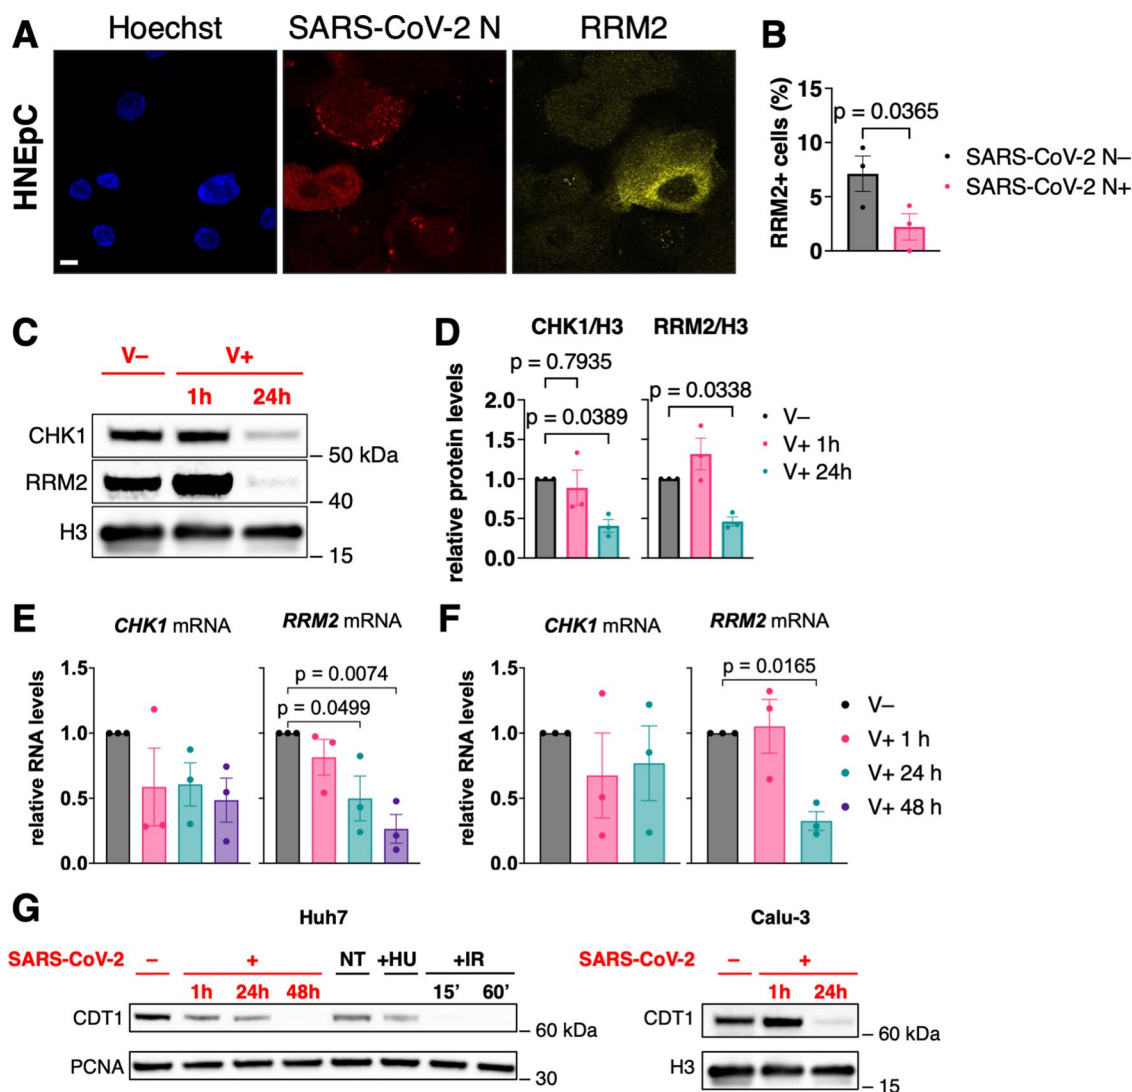 A
Hoechst
SARS-CoV-2 N
RRM2
HNEpC
B
RRM2+ cells (%)
15
10
5
0
p = 0.0365
SARS-CoV-2 N–
SARS-CoV-2 N+
C
V–
V+
1h
24h
CHK1
50 kDa
RRM2
40
H3
15
D
CHK1/H3
RRM2/H3
relative protein levels
2.0
1.5
1.0
0.5
0.0
p = 0.7935
p = 0.0389
p = 0.0338
V–
V+ 1h
V+ 24h
E
CHK1 mRNA
RRM2 mRNA
relative RNA levels
1.5
1.0
0.5
0.0
p = 0.0074
p = 0.0499
F
CHK1 mRNA
RRM2 mRNA
relative RNA levels
1.5
1.0
0.5
0.0
p = 0.0165
V–
V+ 1 h
V+ 24 h
V+ 48 h
G
Huh7
SARS-CoV-2 – + NT +HU +IR
1h 24h 48h 15’ 60’
CDT1
60 kDa
PCNA
30
Calu-3
SARS-CoV-2 – +
1h 24h
CDT1
60 kDa
H3
15